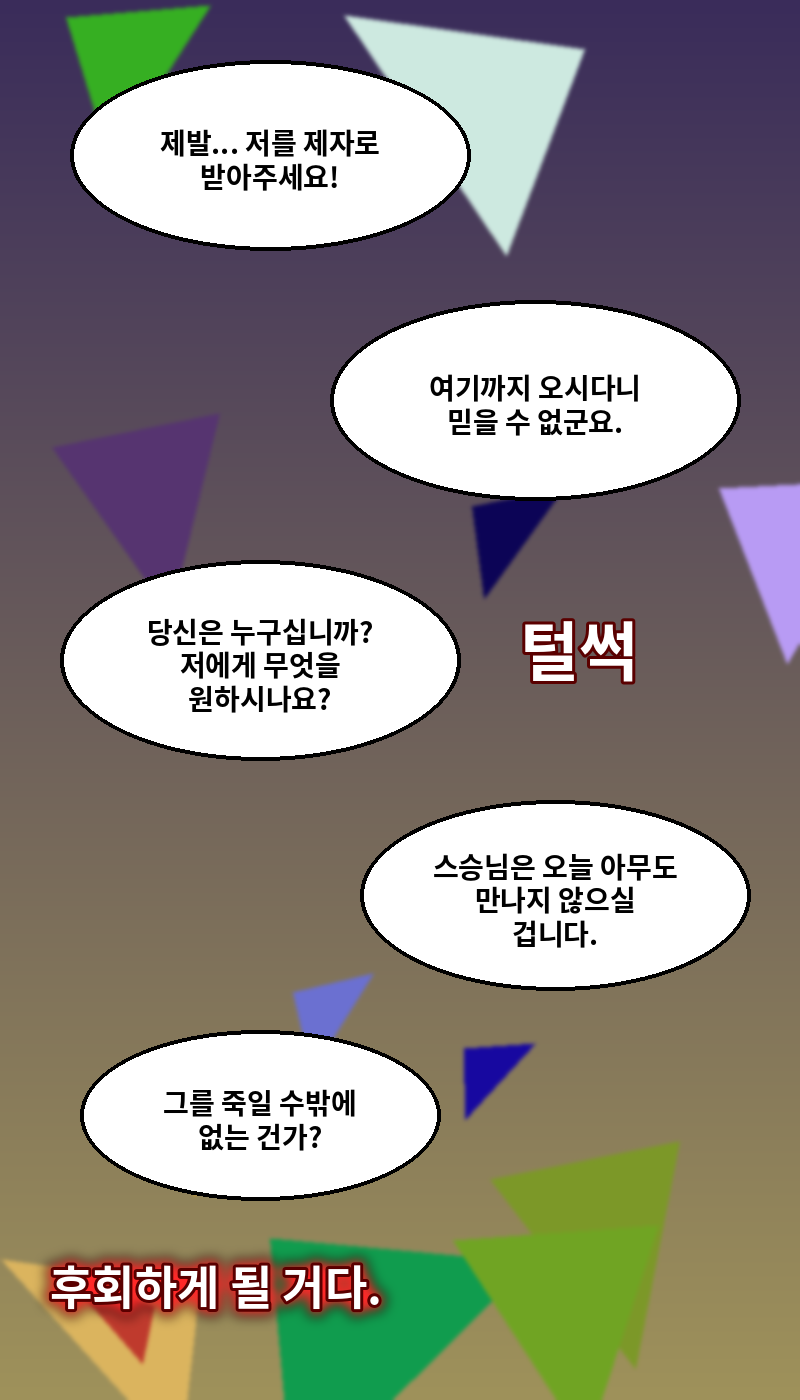 제발... 저를 제자로
받아주세요!
여기까지 오시다니
믿을 수 없군요.
당신은 누구십니까?
저에게 무엇을
원하시나요?
털썩
스승님은 오늘 아무도
만나지 않으실
겁니다.
그를 죽일 수밖에
없는 건가?
후회하게 될 거다.